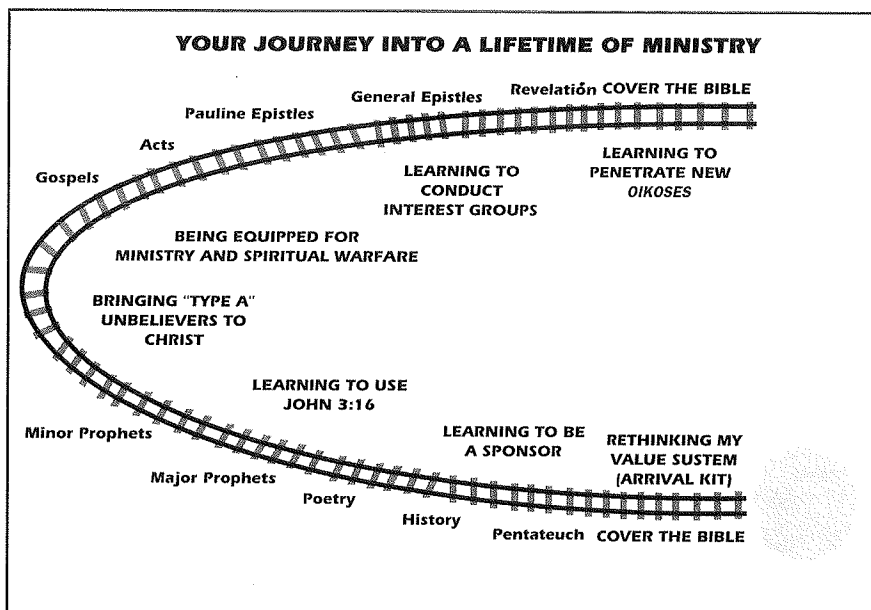 YOUR JOURNEY INTO A LIFETIME OF MINISTRY
Revelation COVER THE BIBLE
General Epistles
Pauline Epistles
Acts
Gospels
LEARNING TO
PENETRATE NEW
OIKOSES
LEARNING TO
CONDUCT
INTEREST GROUPS
BEING EQUIPPED FOR
MINISTRY AND SPIRITUAL WARFARE
BRINGING "TYPE A"
UNBELIEVERS TO
CHRIST
LEARNING TO USE
JOHN 3:16
LEARNING TO BE
A SPONSOR
RETHINKING MY
VALUE SUSTEM
(ARRIVAL KIT)
Minor Prophets
Major Prophets
Poetry
History
Pentateuch COVER THE BIBLE